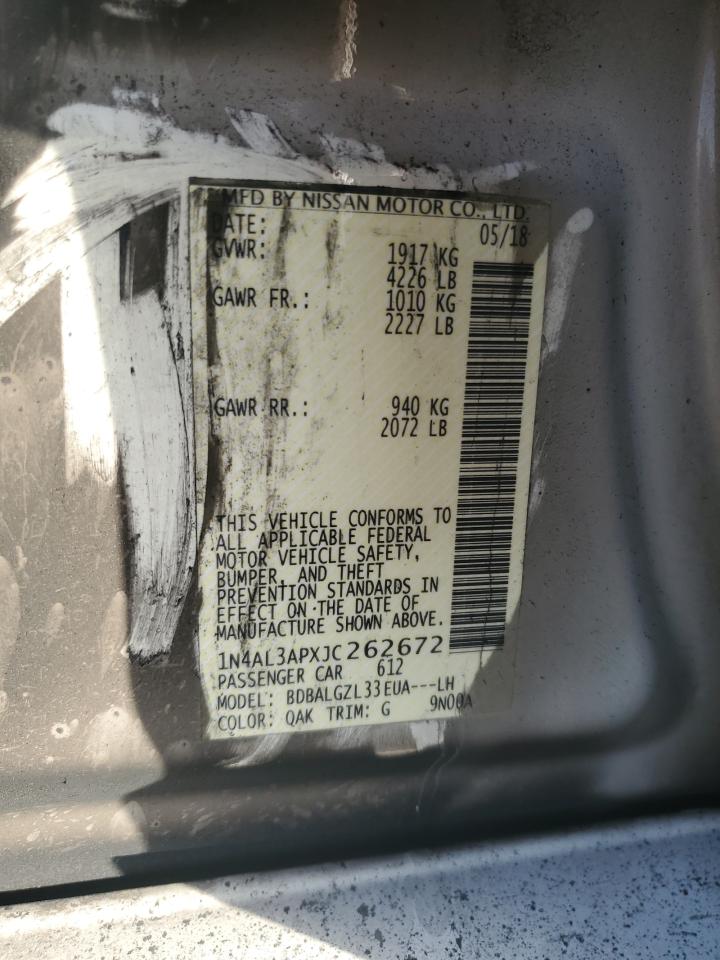 MFD BY NISSAN MOTOR CO., LTD.
DATE: 05/18
GVWR: 1917 KG
4226 LB
GAWR FR.: 1010 KG
2227 LB
GAWR RR.: 940 KG
2072 LB
THIS VEHICLE CONFORMS TO
ALL APPLICABLE FEDERAL
MOTOR VEHICLE SAFETY,
BUMPER, AND THEFT
PREVENTION STANDARDS IN
EFFECT ON THE DATE OF
MANUFACTURE SHOWN ABOVE.
1N4AL3APXJC262672
PASSENGER CAR 612
MODEL: BDBALGZL33EUA---LH
COLOR: QAK TRIM: G 9N00A